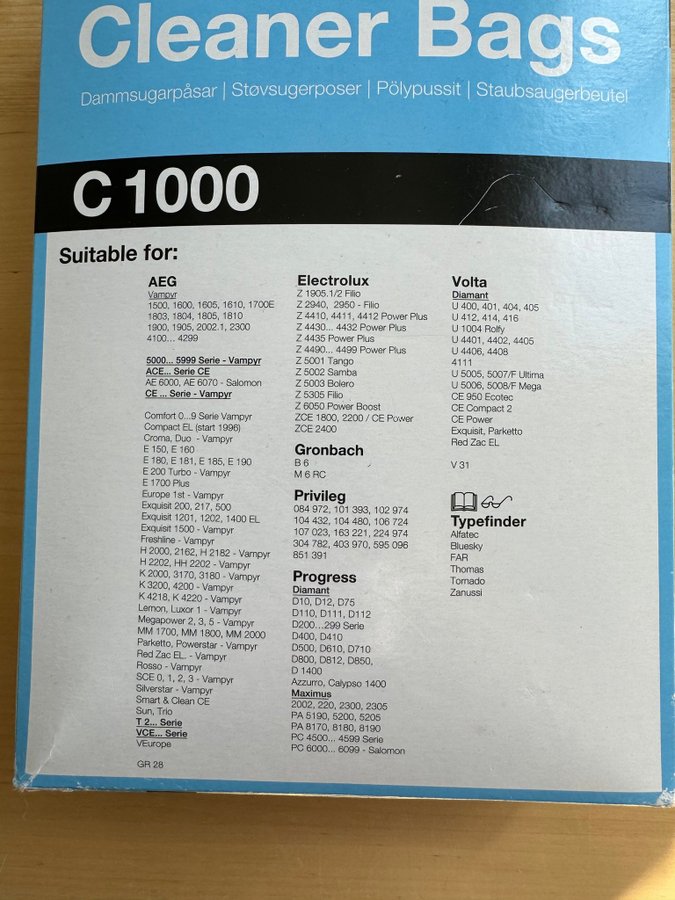 Cleaner Bags
Dammsugarpåsar | Støvsugerposer | Pölypussit | Staubsaugerbeutel
C 1000
Suitable for:
AEG
Vampyr
1500, 1600, 1605, 1610, 1700E
1803, 1804, 1805, 1810
1900, 1905, 2002.1, 2300
4100... 4299
5000... 5999 Serie - Vampyr
ACE... Serie CE
AE 6000, AE 6070 - Salomon
CE ... Serie - Vampyr
Comfort 0...9 Serie Vampyr
Compact EL (start 1996)
Croma, Duo - Vampyr
E 150, E 160
E 180, E 181, E 185, E 190
E 200 Turbo - Vampyr
E 1700 Plus
Europe 1st - Vampyr
Exquisit 200, 217, 500
Exquisit 1201, 1202, 1400 EL
Exquisit 1500 - Vampyr
Freshline - Vampyr
H 2000, 2162, H 2182 - Vampyr
H 2202, HH 2202 - Vampyr
K 2000, 3170, 3180 - Vampyr
K 3200, 4200 - Vampyr
K 4218, K 4220 - Vampyr
Lemon, Luxor 1 - Vampyr
Megapower 2, 3, 5 - Vampyr
MM 1700, MM 1800, MM 2000
Parketto, Powerstar - Vampyr
Red Zac EL. - Vampyr
Rosso - Vampyr
SCE 0, 1, 2, 3 - Vampyr
Silverstar - Vampyr
Smart & Clean CE
Sun, Trio
T 2... Serie
VCE... Serie
VEurope
GR 28
Electrolux
Z 1905.1/2 Filio
Z 2940, 2950 - Filio
Z 4410, 4411, 4412 Power Plus
Z 4430... 4432 Power Plus
Z 4435 Power Plus
Z 4490... 4499 Power Plus
Z 5001 Tango
Z 5002 Samba
Z 5003 Bolero
Z 5305 Filio
Z 6050 Power Boost
ZCE 1800, 2200 / CE Power
ZCE 2400
Gronbach
B 6
M 6 RC
Privileg
084 972, 101 393, 102 974
104 432, 104 480, 106 724
107 023, 163 221, 224 974
304 782, 403 970, 595 096
851 391
Progress
Diamant
D10, D12, D75
D110, D111, D112
D200...299 Serie
D400, D410
D500, D610, D710
D800, D812, D850,
D 1400
Azzurro, Calypso 1400
Maximus
2002, 220, 2300, 2305
PA 5190, 5200, 5205
PA 8170, 8180, 8190
PC 4500... 4599 Serie
PC 6000... 6099 - Salomon
Volta
Diamant
U 400, 401, 404, 405
U 412, 414, 416
U 1004 Rolfy
U 4401, 4402, 4405
U 4406, 4408
4111
U 5005, 5007/F Ultima
U 5006, 5008/F Mega
CE 950 Ecotec
CE Compact 2
CE Power
Exquisit, Parketto
Red Zac EL
V 31
Typefinder
Alfatec
Bluesky
FAR
Thomas
Tornado
Zanussi